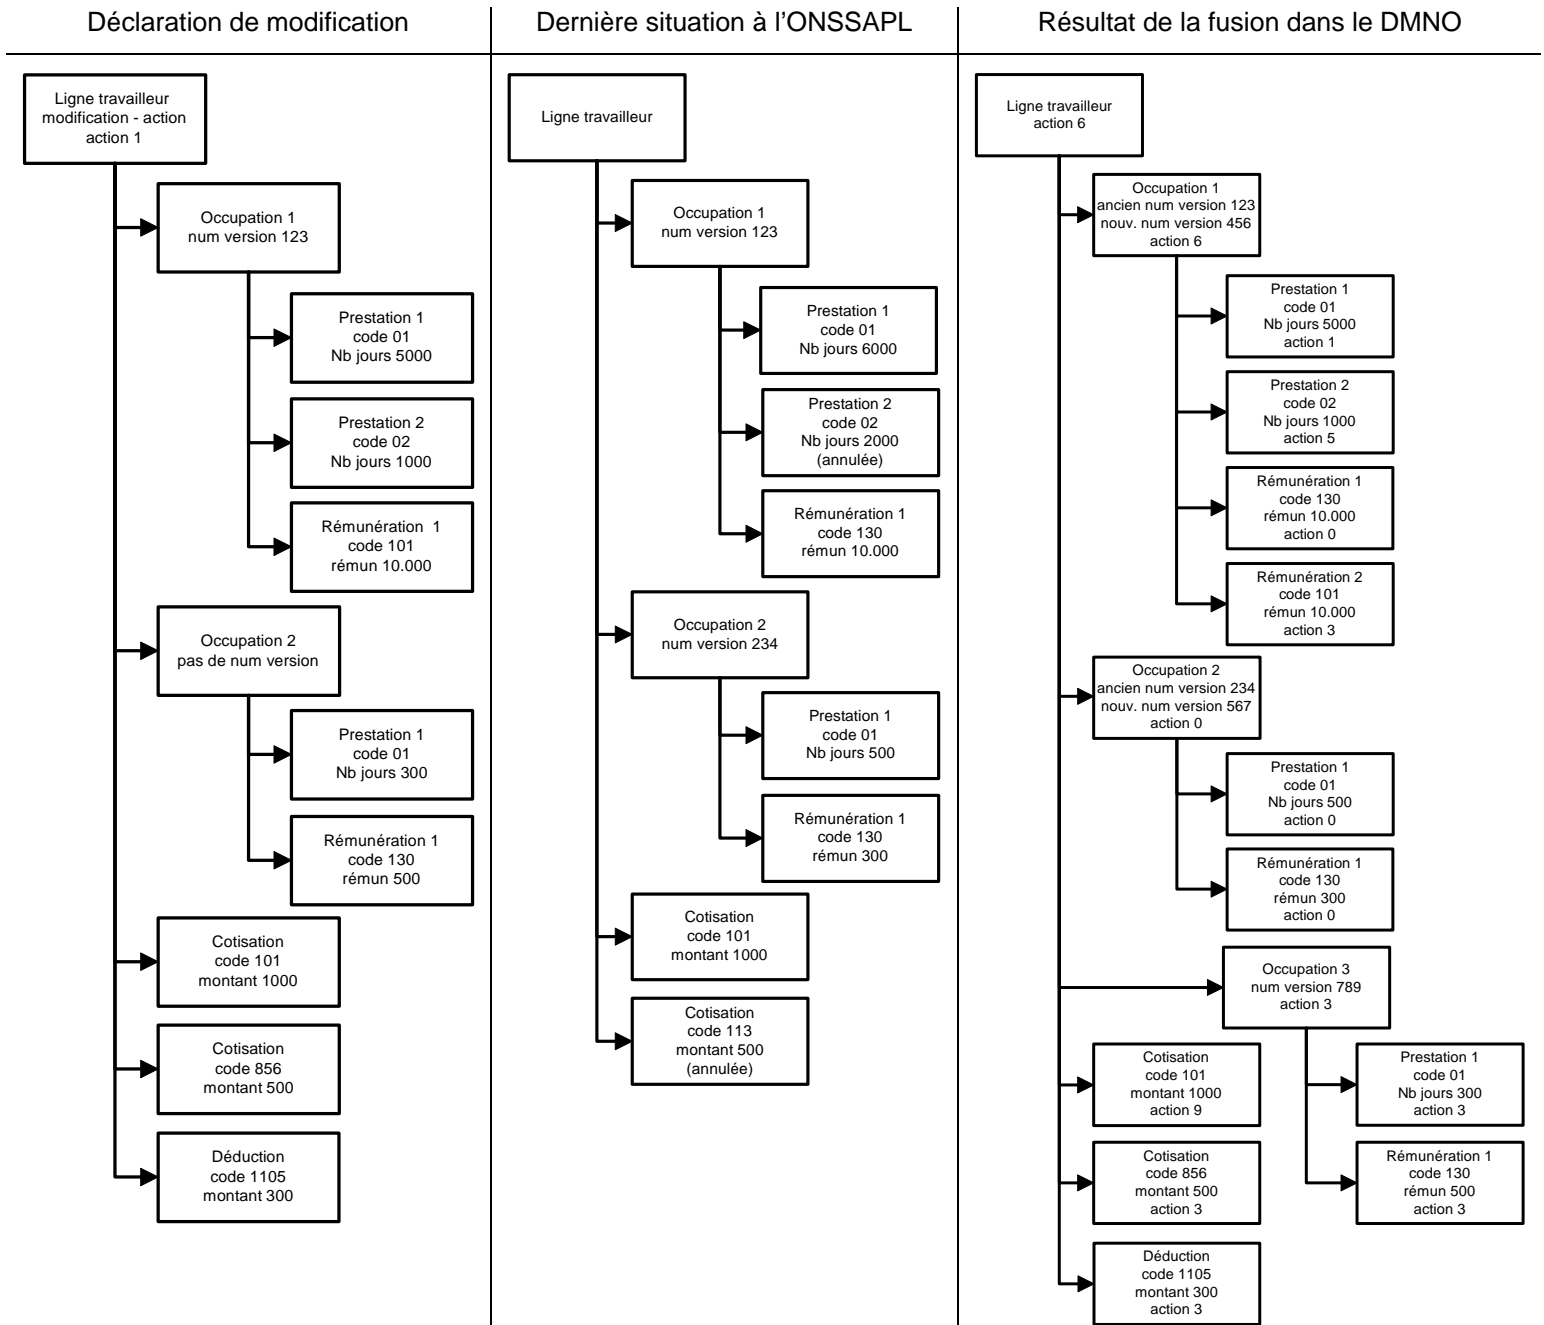 Déclaration de modification
Ligne travailleur
modification - action
action 1
Occupation 1
num version 123
Prestation 1
code 01
Nb jours 5000
Prestation 2
code 02
Nb jours 1000
Rémunération 1
code 101
rémun 10.000
Occupation 2
pas de num version
Prestation 1
code 01
Nb jours 300
Rémunération 1
code 130
rémun 500
Cotisation
code 101
montant 1000
Cotisation
code 856
montant 500
Déduction
code 1105
montant 300
Dernière situation à l'ONSSAPL
Ligne travailleur
Occupation 1
num version 123
Prestation 1
code 01
Nb jours 6000
Prestation 2
code 02
Nb jours 2000
(annulée)
Rémunération 1
code 130
rémun 10.000
Occupation 2
num version 234
Prestation 1
code 01
Nb jours 500
Rémunération 1
code 130
rémun 300
Cotisation
code 101
montant 1000
Cotisation
code 113
montant 500
(annulée)
Résultat de la fusion dans le DMNO
Ligne travailleur
action 6
Occupation 1
ancien num version 123
nouv. num version 456
action 6
Prestation 1
code 01
Nb jours 5000
action 1
Prestation 2
code 02
Nb jours 1000
action 5
Rémunération 1
code 130
rémun 10.000
action 0
Rémunération 2
code 101
rémun 10.000
action 3
Occupation 2
ancien num version 234
nouv. num version 567
action 0
Prestation 1
code 01
Nb jours 500
action 0
Rémunération 1
code 130
rémun 300
action 0
Occupation 3
num version 789
action 3
Prestation 1
code 01
Nb jours 300
action 3
Rémunération 1
code 130
rémun 500
action 3
Cotisation
code 101
montant 1000
action 9
Cotisation
code 856
montant 500
action 3
Déduction
code 1105
montant 300
action 3